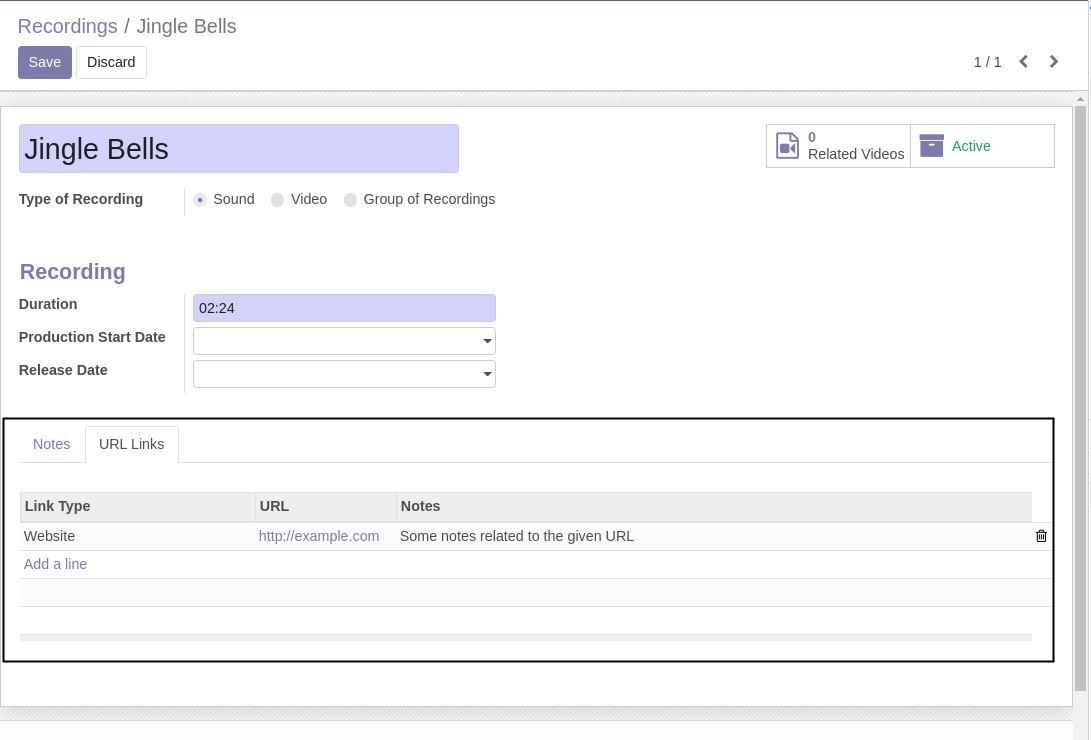 Recordings / Jingle Bells
Save Discard 1 / 1
Jingle Bells
0
Related Videos
Active
Type of Recording Sound Video Group of Recordings
Recording
Duration 02:24
Production Start Date
Release Date
Notes URL Links
Link Type URL Notes
Website http://example.com Some notes related to the given URL
Add a line